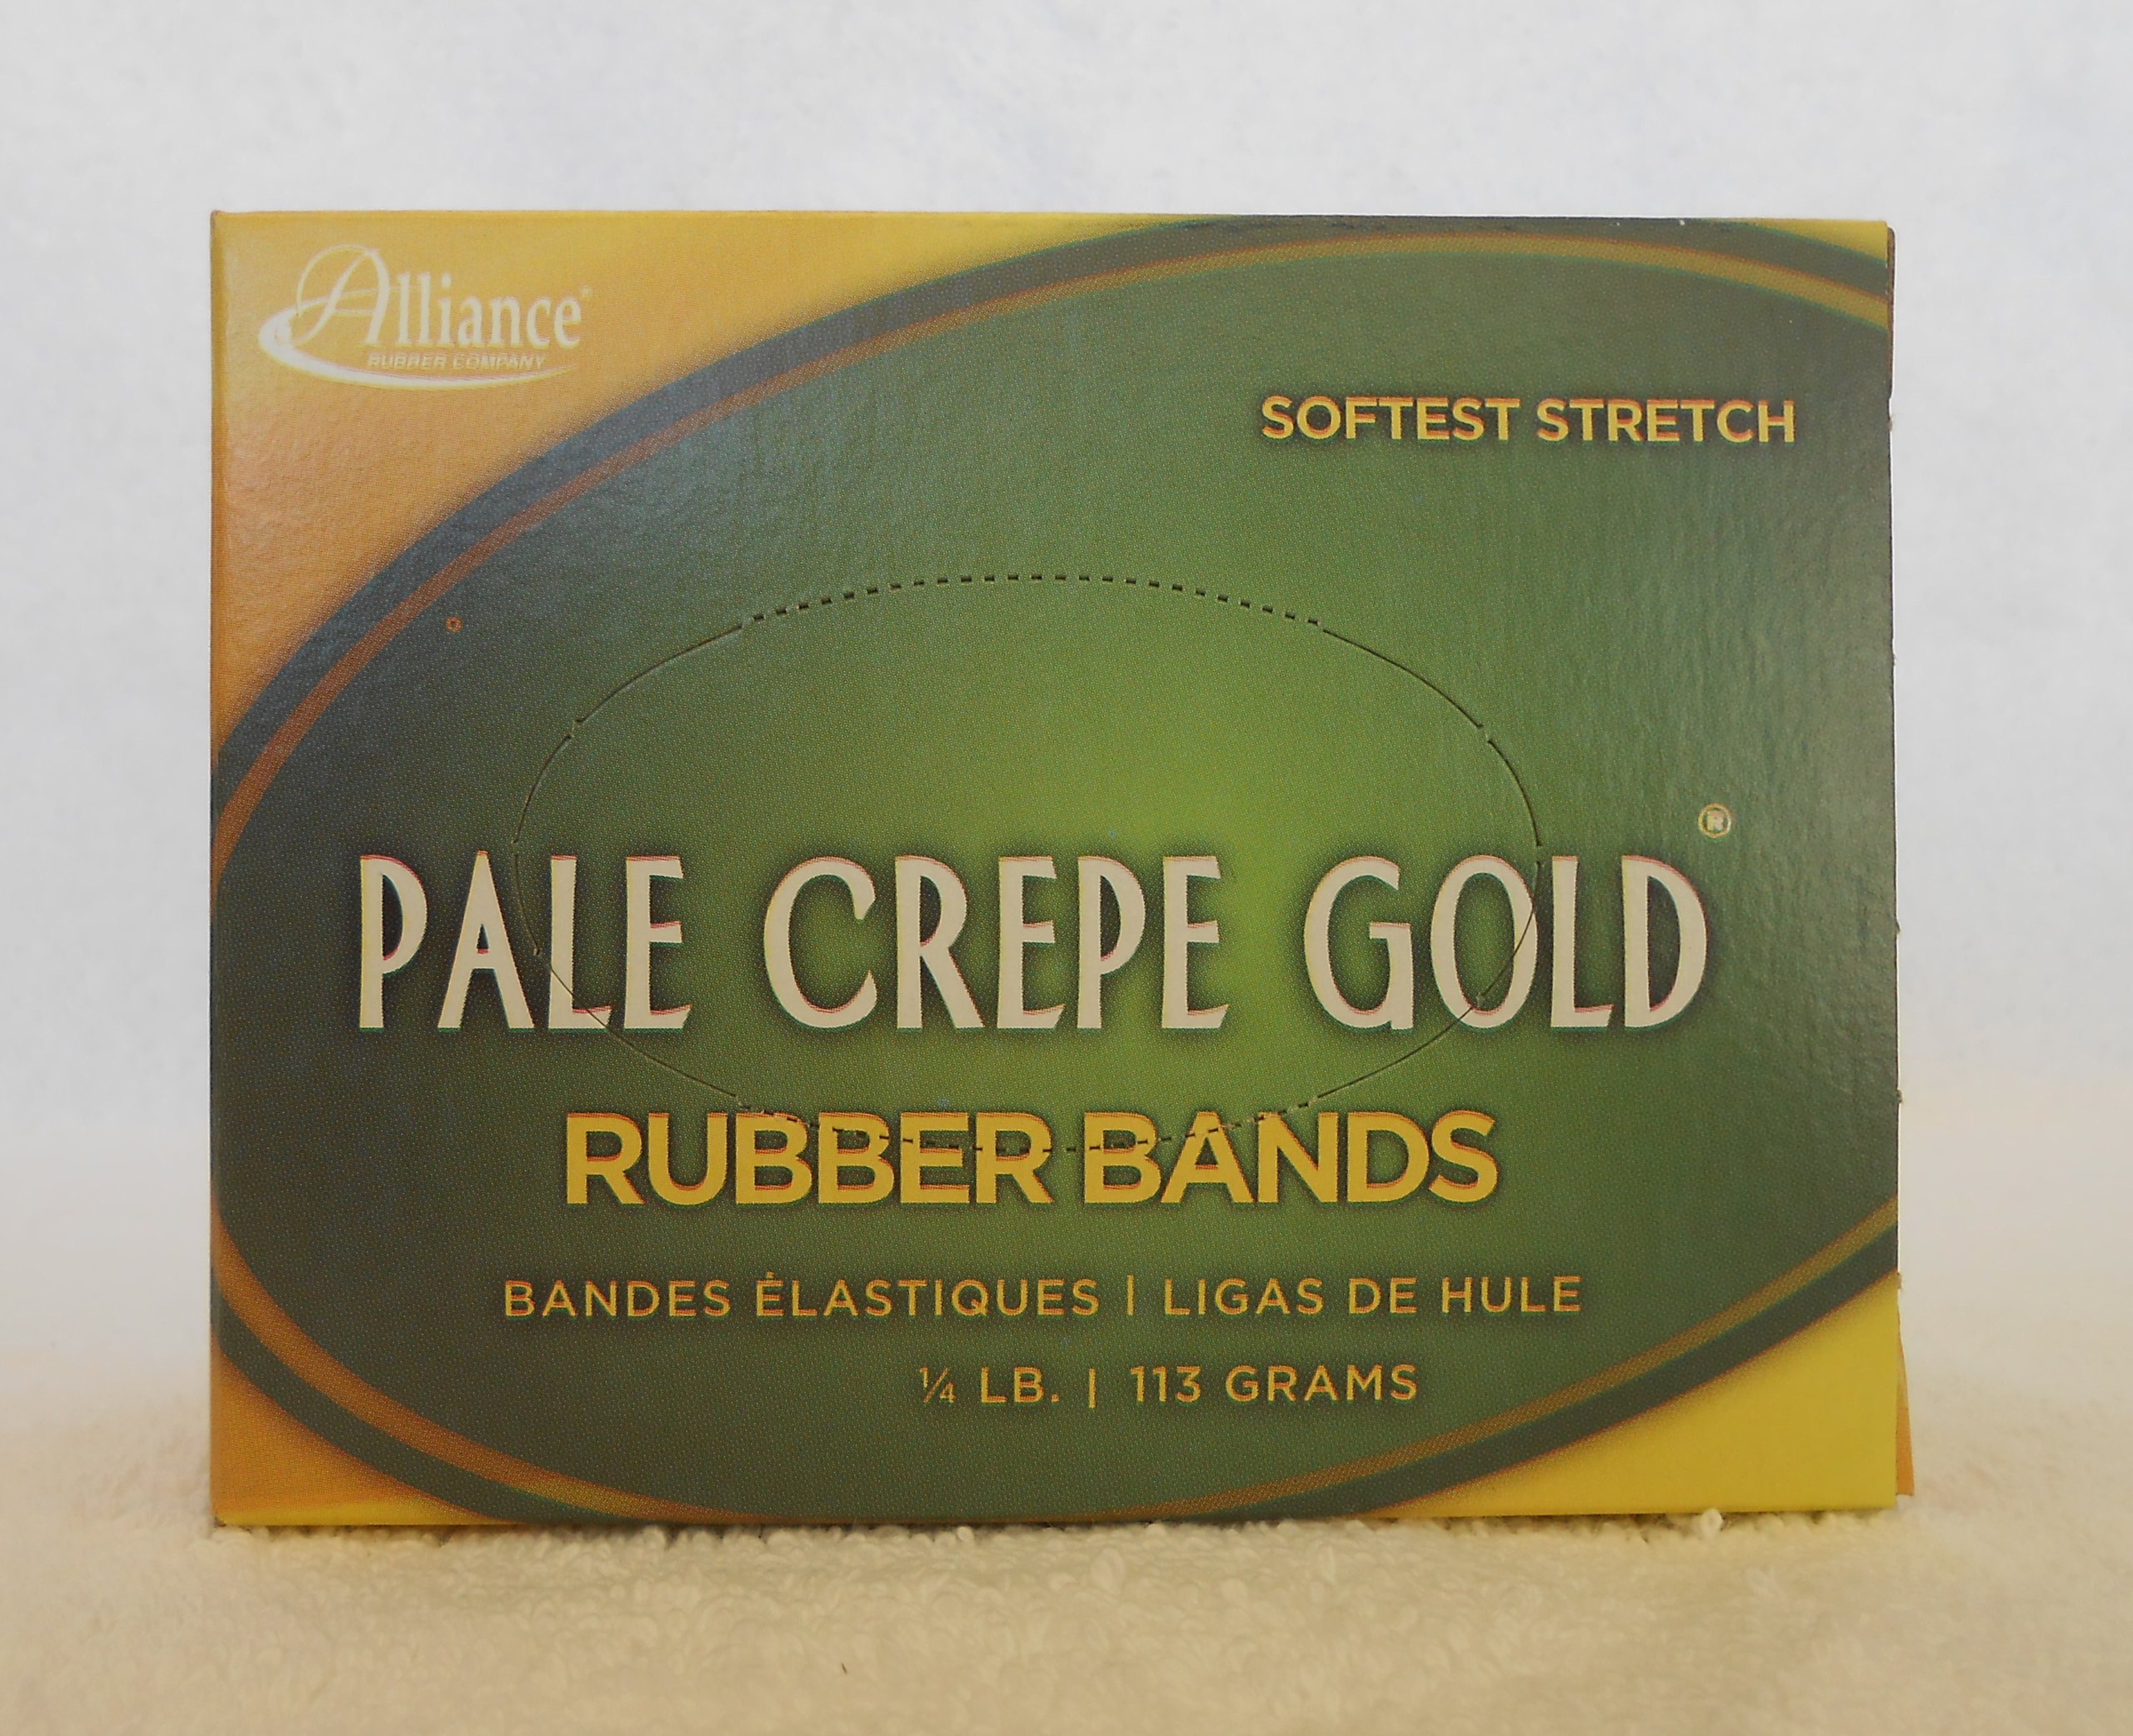 Alliance®
RUBBER COMPANY
SOFTEST STRETCH
PALE CREPE GOLD®
RUBBER BANDS
BANDES ÉLASTIQUES | LIGAS DE HULE
¼ LB. | 113 GRAMS